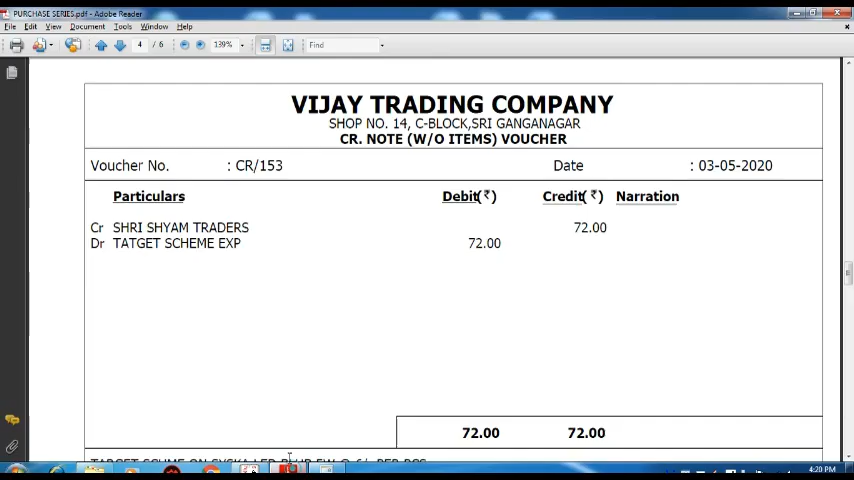 PURCHASE SERIES.pdf - Adobe Reader
File Edit View Document Tools Window Help
4 / 6 139% Find
VIJAY TRADING COMPANY
SHOP NO. 14, C-BLOCK,SRI GANGANAGAR
CR. NOTE (W/O ITEMS) VOUCHER
Voucher No. : CR/153 Date : 03-05-2020
Particulars Debit(₹) Credit(₹) Narration
Cr SHRI SHYAM TRADERS 72.00
Dr TATGET SCHEME EXP 72.00
72.00 72.00
4:20 PM